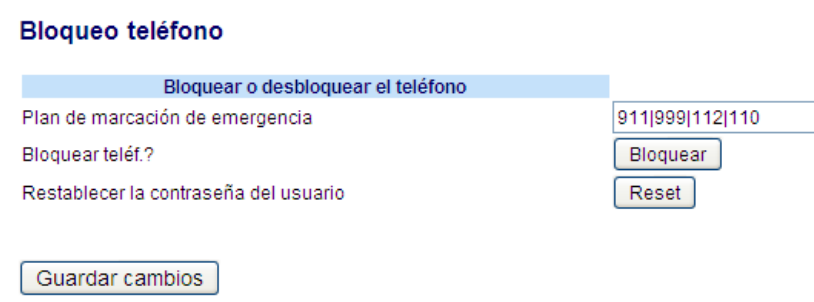 Bloqueo teléfono
Bloquear o desbloquear el teléfono
Plan de marcación de emergencia 911|999|112|110
Bloquear teléf.? Bloquear
Restablecer la contraseña del usuario Reset
Guardar cambios